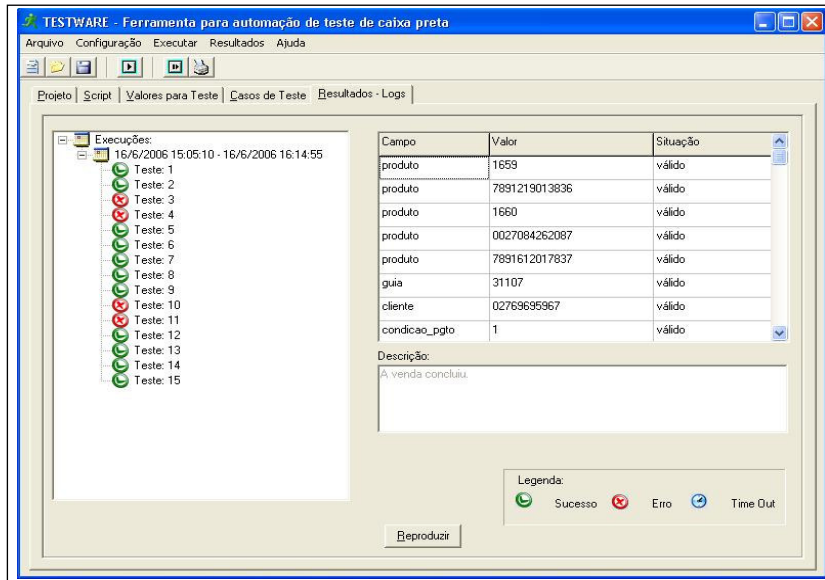 TESTWARE - Ferramenta para automação de teste de caixa preta
Arquivo Configuração Executar Resultados Ajuda
Projeto Script Valores para Teste Casos de Teste Resultados - Logs
Execuções:
16/6/2006 15:05:10 - 16/6/2006 16:14:55
Teste: 1
Teste: 2
Teste: 3
Teste: 4
Teste: 5
Teste: 6
Teste: 7
Teste: 8
Teste: 9
Teste: 10
Teste: 11
Teste: 12
Teste: 13
Teste: 14
Teste: 15
Campo Valor Situação
produto 1659 válido
produto 7891219013836 válido
produto 1660 válido
produto 0027084262087 válido
produto 7891612017837 válido
guia 31107 válido
cliente 02769695967 válido
condicao_pgto 1 válido
Descrição:
A venda concluiu.
Legenda:
Sucesso Erro Time Out
Reproduzir